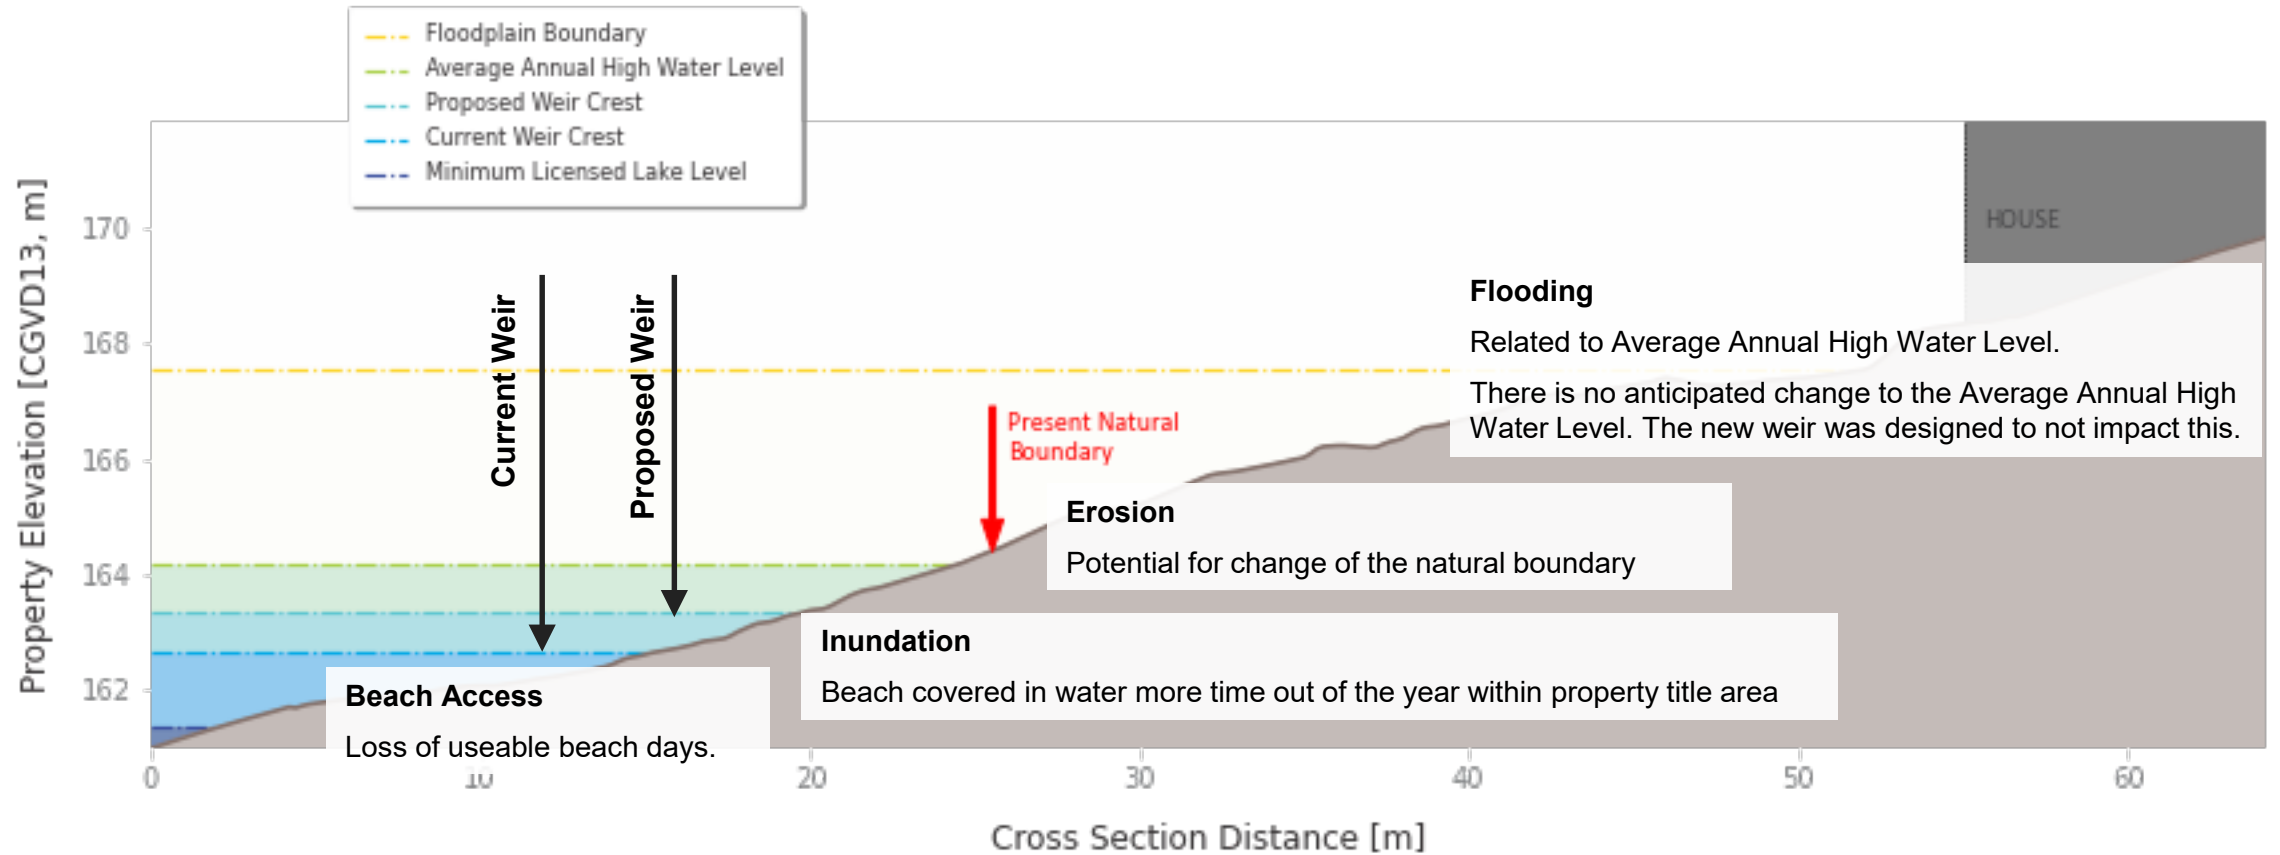 Floodplain Boundary
Average Annual High Water Level
Proposed Weir Crest
Current Weir Crest
Minimum Licensed Lake Level
Property Elevation [CGVD13, m]
170
168
166
164
162
HOUSE
Current Weir
Proposed Weir
Present Natural
Boundary
Flooding
Related to Average Annual High Water Level.
There is no anticipated change to the Average Annual High
Water Level. The new weir was designed to not impact this.
Erosion
Potential for change of the natural boundary
Inundation
Beach covered in water more time out of the year within property title area
Beach Access
Loss of useable beach days.
0 10 20 30 40 50 60
Cross Section Distance [m]